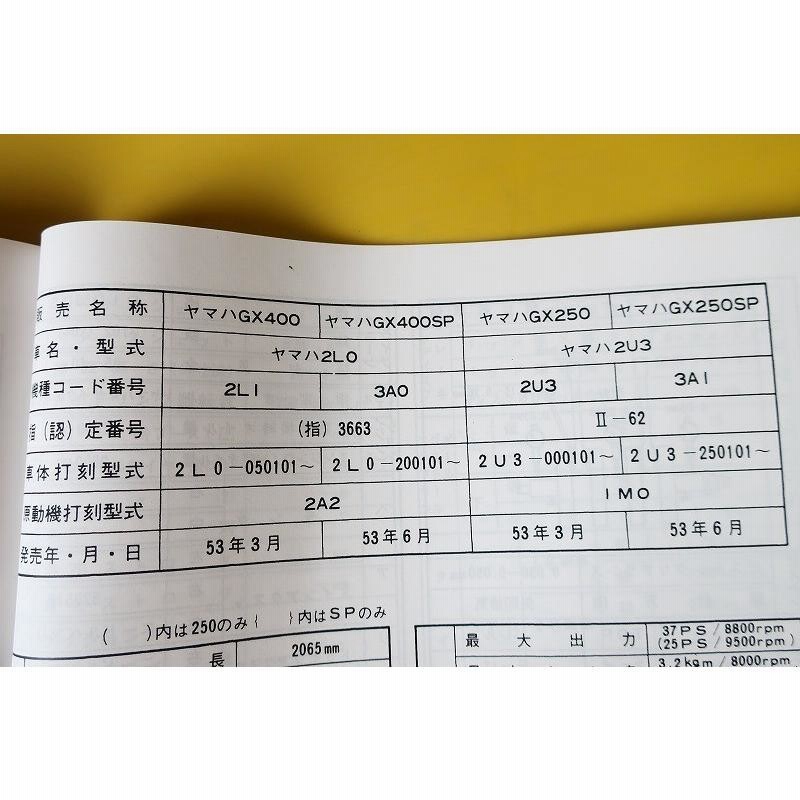 販売名称 ヤマハGX400 ヤマハGX400SP ヤマハGX250 ヤマハGX250SP
車名・型式 ヤマハ2L0 ヤマハ2U3
機種コード番号 2L1 3A0 2U3 3A1
指(認)定番号 (指)3663 II-62
車体打刻型式 2L0-050101~ 2L0-200101~ 2U3-000101~ 2U3-250101~
原動機打刻型式 2A2 1M0
発売年・月・日 53年3月 53年6月 53年3月 53年6月
( )内は250のみ{ }内はSPのみ
長 2065mm
最大出力 37PS/8800rpm
(25PS/9500rpm)
3.2kgm/8000rpm